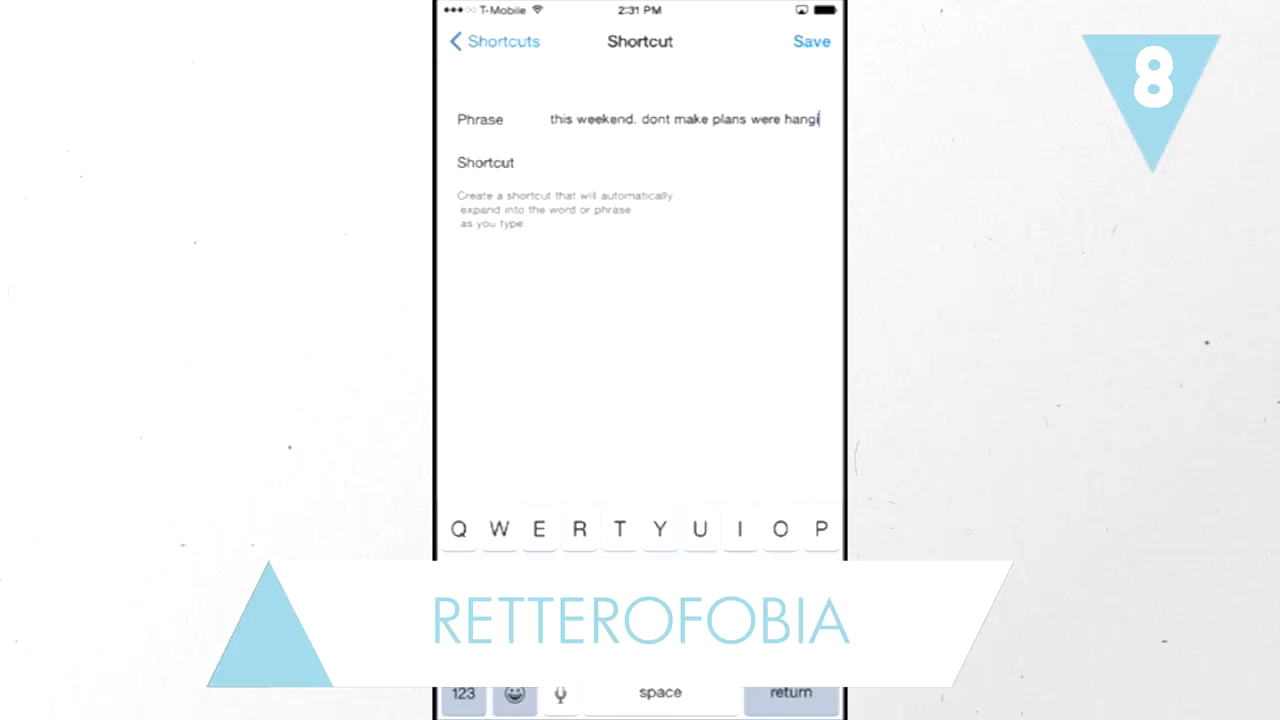 T-Mobile 2:31 PM
Shortcuts Shortcut Save
8
Phrase this weekend. dont make plans were hangi
Shortcut
Create a shortcut that will automatically
expand into the word or phrase
as you type
Q W E R T Y U I O P
RETTEROFOBIA
123 space return